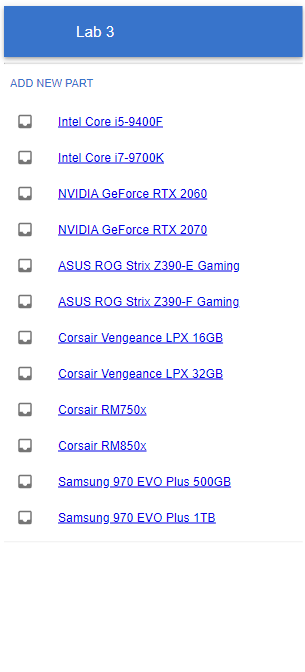 Lab 3
ADD NEW PART
Intel Core i5-9400F
Intel Core i7-9700K
NVIDIA GeForce RTX 2060
NVIDIA GeForce RTX 2070
ASUS ROG Strix Z390-E Gaming
ASUS ROG Strix Z390-F Gaming
Corsair Vengeance LPX 16GB
Corsair Vengeance LPX 32GB
Corsair RM750x
Corsair RM850x
Samsung 970 EVO Plus 500GB
Samsung 970 EVO Plus 1TB